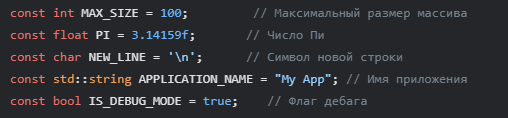 const int MAX_SIZE = 100;         // Максимальный размер массива
const float PI = 3.14159f;       // Число Пи
const char NEW_LINE = '\n';      // Символ новой строки
const std::string APPLICATION_NAME = "My App"; // Имя приложения
const bool IS_DEBUG_MODE = true;    // Флаг дебага